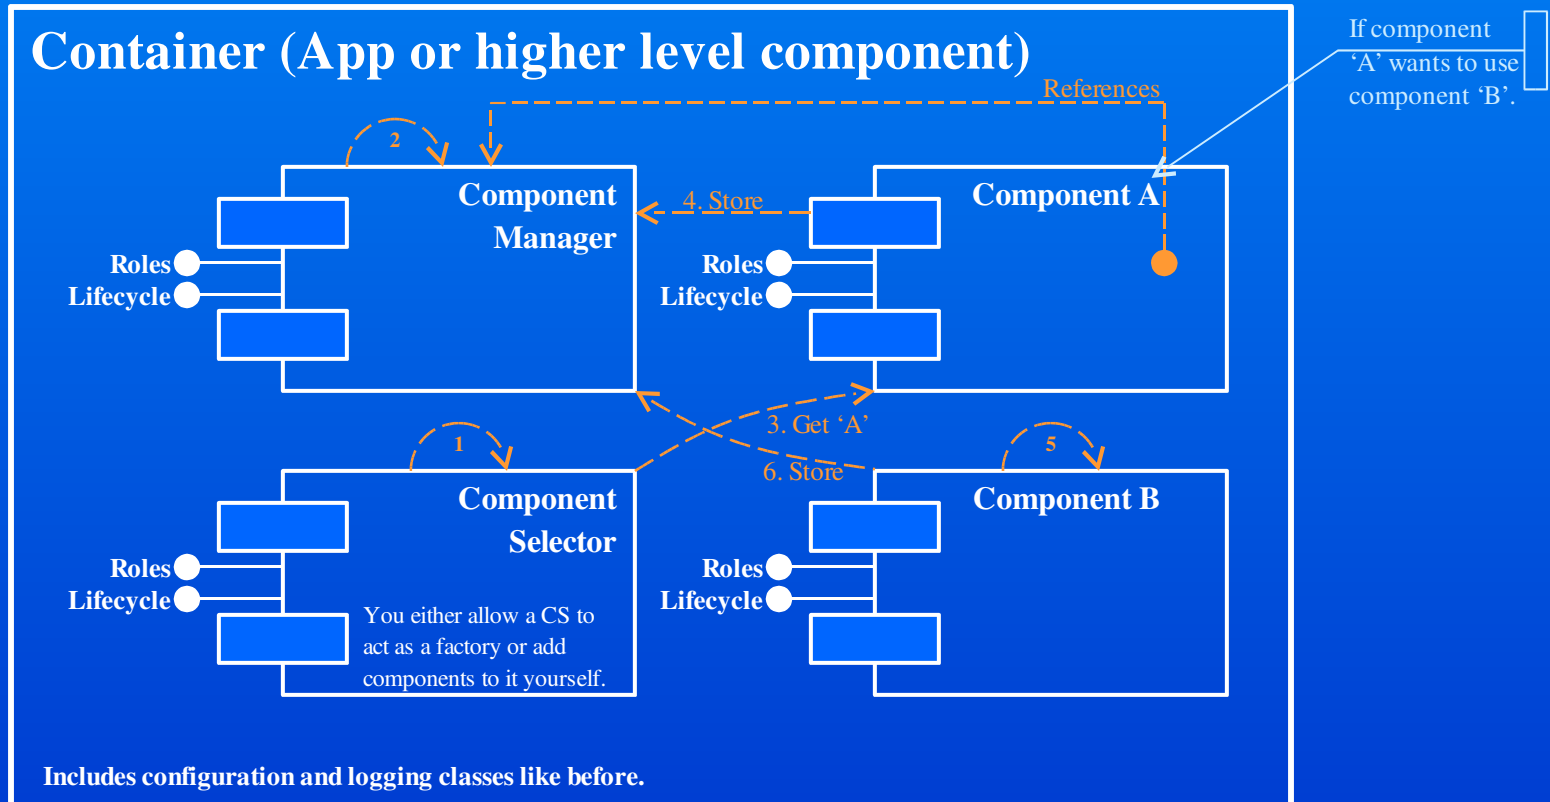 Container (App or higher level component)
If component
‘A’ wants to use
component ‘B’.
References
2
Component
Manager
Roles
Lifecycle
4. Store
Component A
Roles
Lifecycle
3. Get ‘A’
6. Store
1
Component
Selector
Roles
Lifecycle
You either allow a CS to
act as a factory or add
components to it yourself.
5
Component B
Roles
Lifecycle
Includes configuration and logging classes like before.